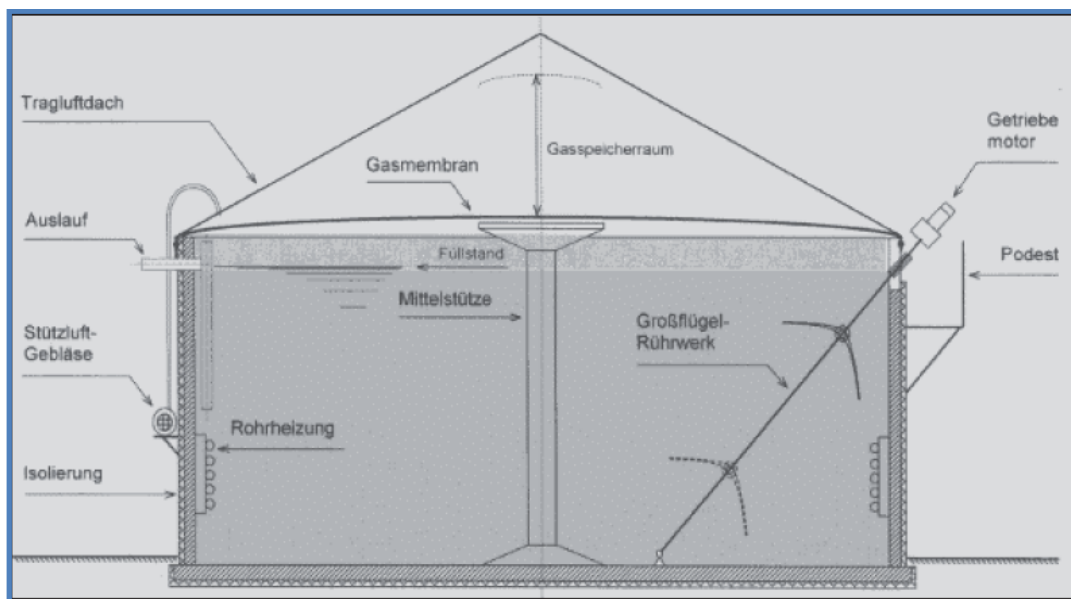 Tragluftdach
Getriebe
motor
Gasspeicherraum
Gasmembran
Auslauf
Füllstand
Podest
Mittelstütze
Großflügel-
Rührwerk
Stützluft-
Gebläse
Rohrheizung
Isolierung